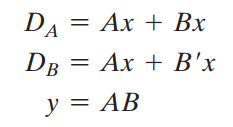 D_A = Ax + Bx
D_B = Ax + B'x
y = AB